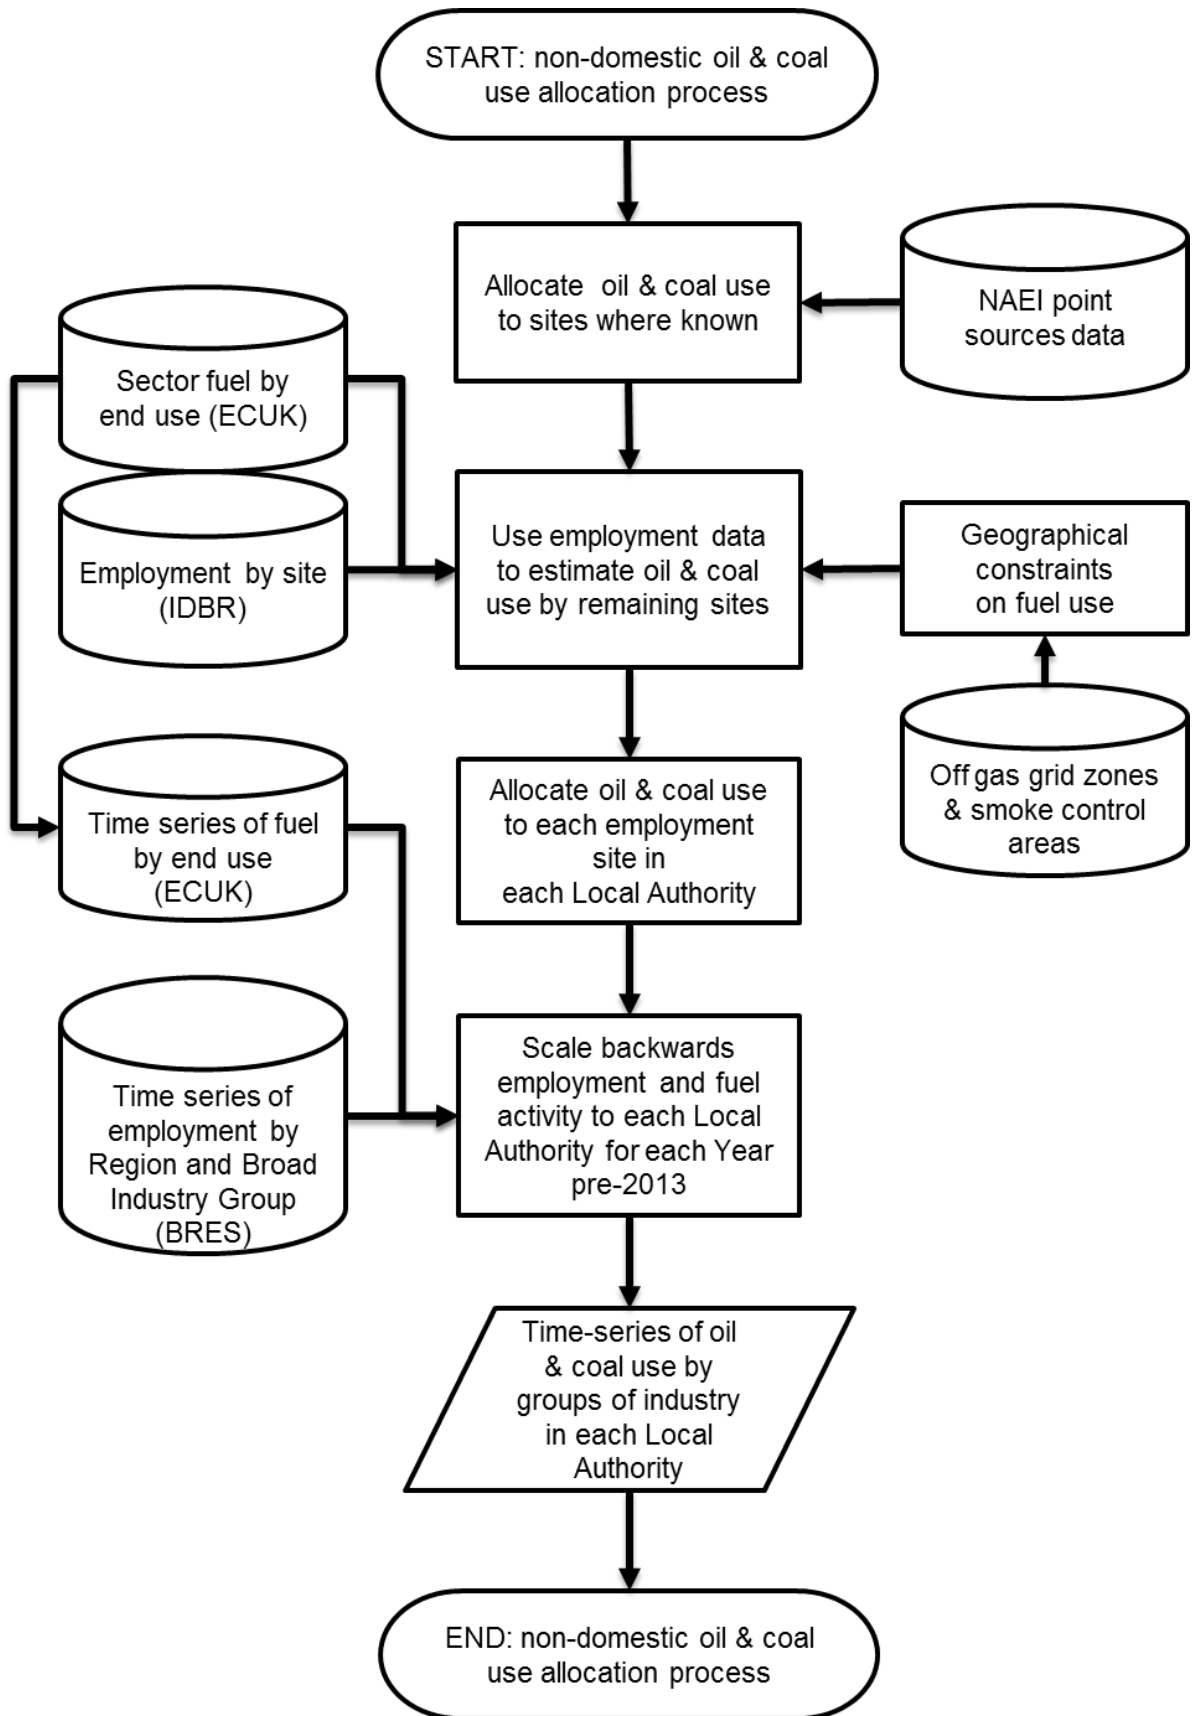 START: non-domestic oil & coal
use allocation process
Allocate oil & coal use
to sites where known
NAEI point
sources data
Sector fuel by
end use (ECUK)
Employment by site
(IDBR)
Use employment data
to estimate oil & coal
use by remaining sites
Geographical
constraints
on fuel use
Off gas grid zones
& smoke control
areas
Time series of fuel
by end use
(ECUK)
Allocate oil & coal use
to each employment
site in
each Local Authority
Time series of
employment by
Region and Broad
Industry Group
(BRES)
Scale backwards
employment and fuel
activity to each Local
Authority for each Year
pre-2013
Time-series of oil
& coal use by
groups of industry
in each Local
Authority
END: non-domestic oil & coal
use allocation process